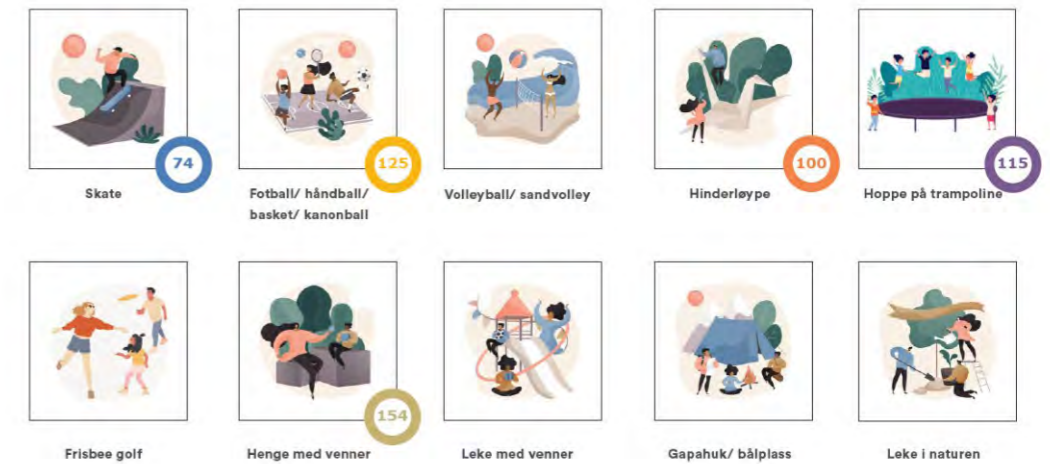 74
125
100
115
Skate
Fotball/ håndball/
basket/ kanonball
Volleyball/ sandvolley
Hinderløype
Hoppe på trampoline
154
Frisbee golf
Henge med venner
Leke med venner
Gapahuk/ bålplass
Leke i naturen